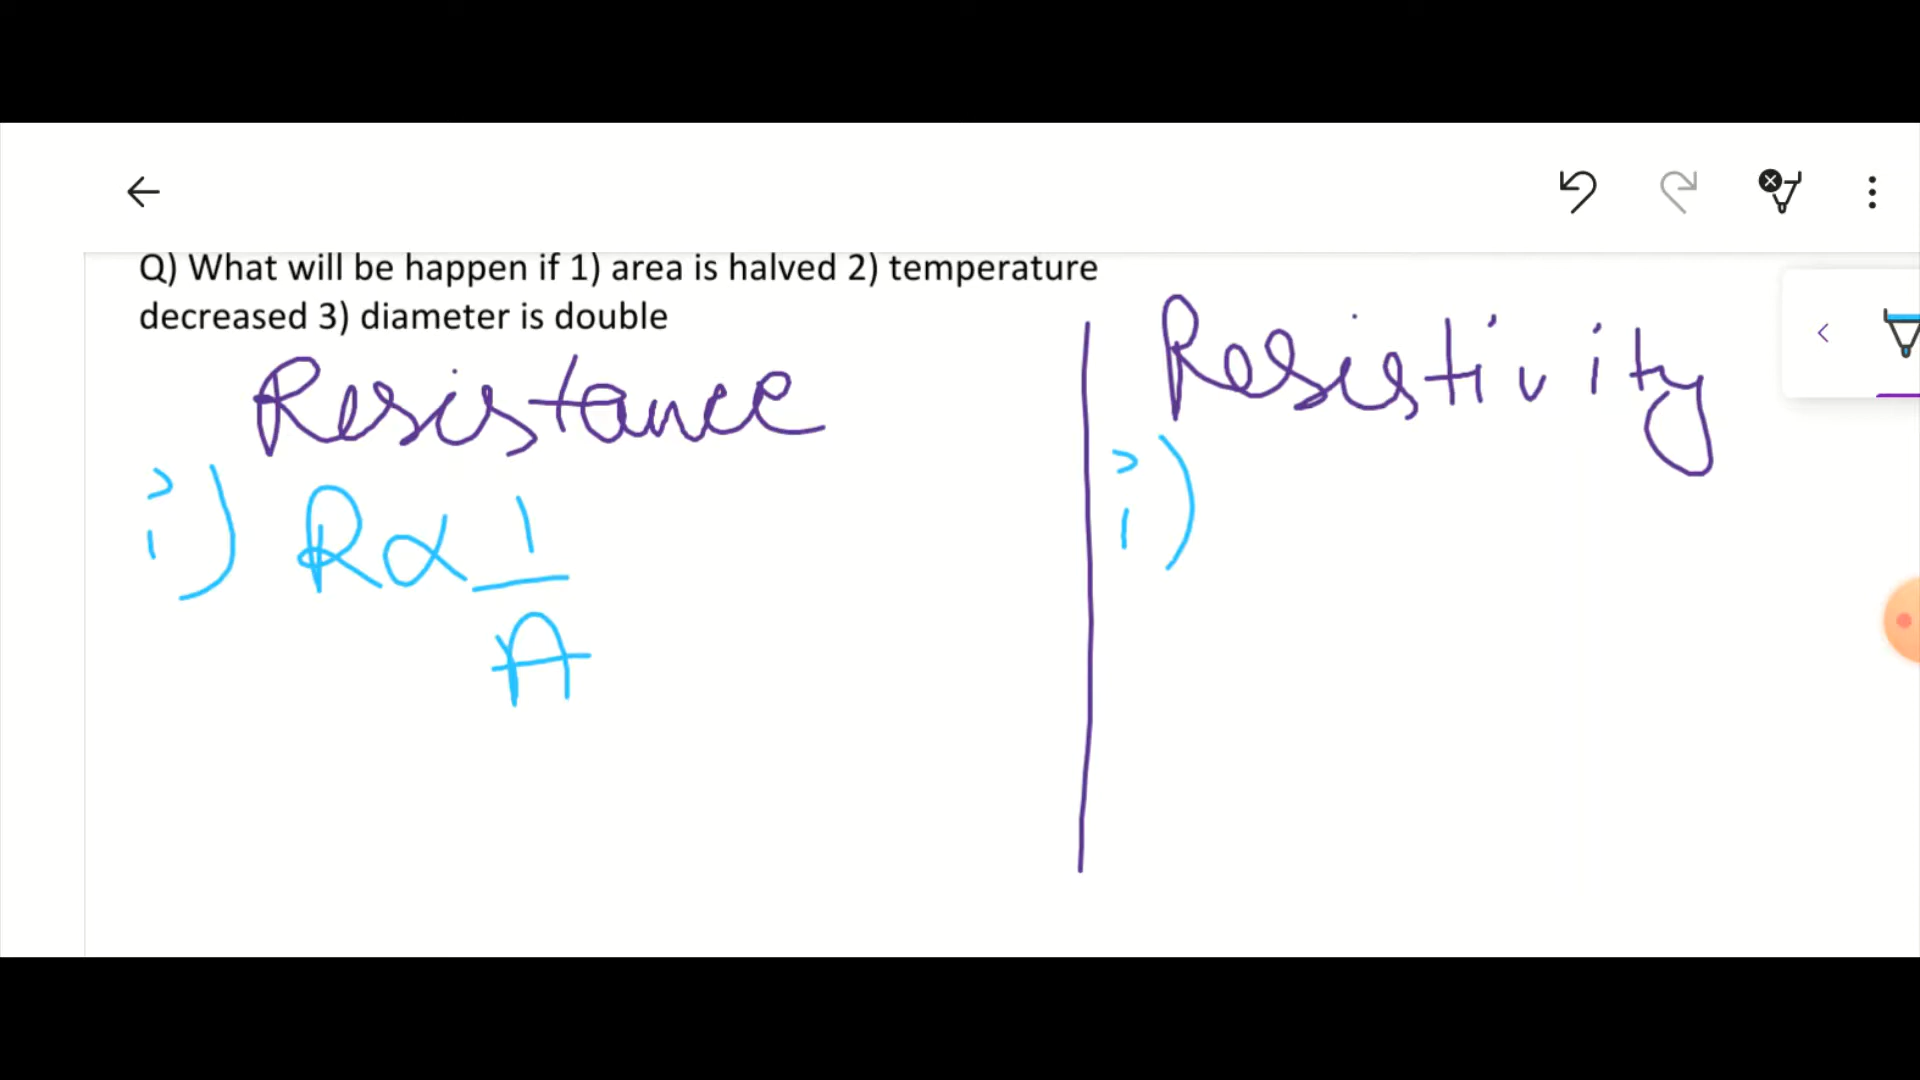 Q) What will be happen if 1) area is halved 2) temperature
decreased 3) diameter is double
Resistance
i) R α 1/A
Resistivity
i)